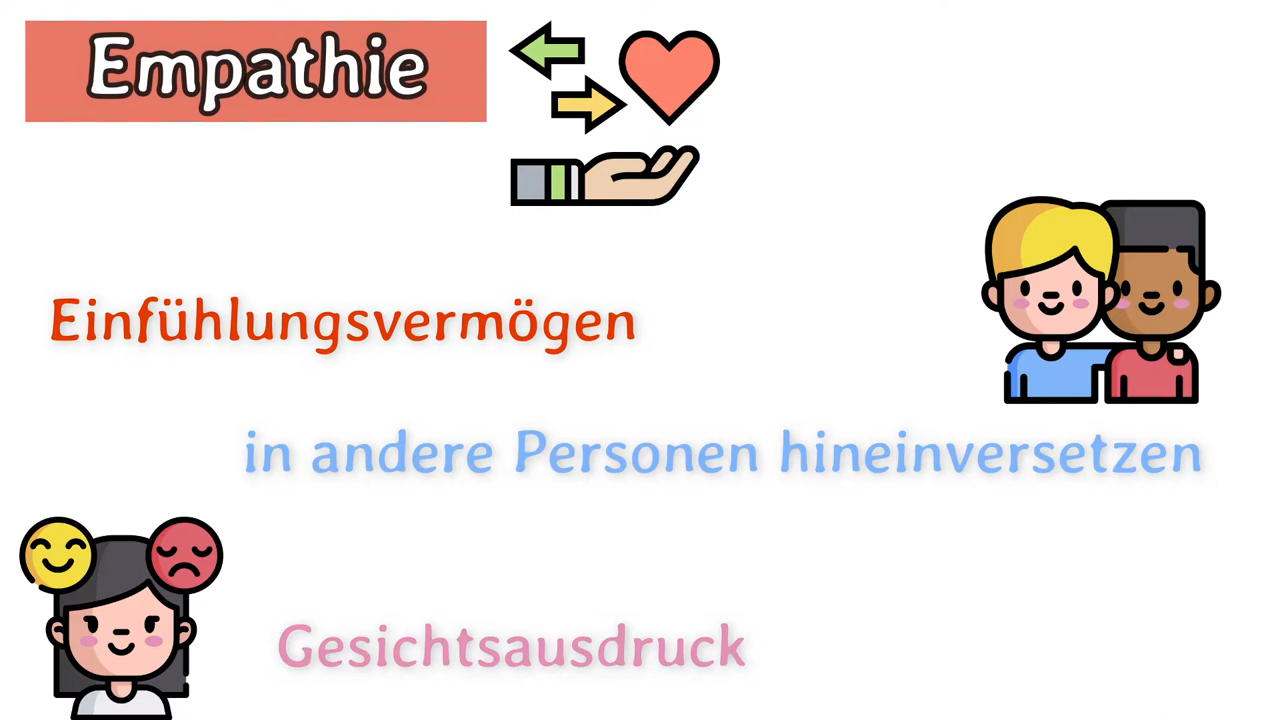 Empathie
Einfühlungsvermögen
in andere Personen hineinversetzen
Gesichtsausdruck